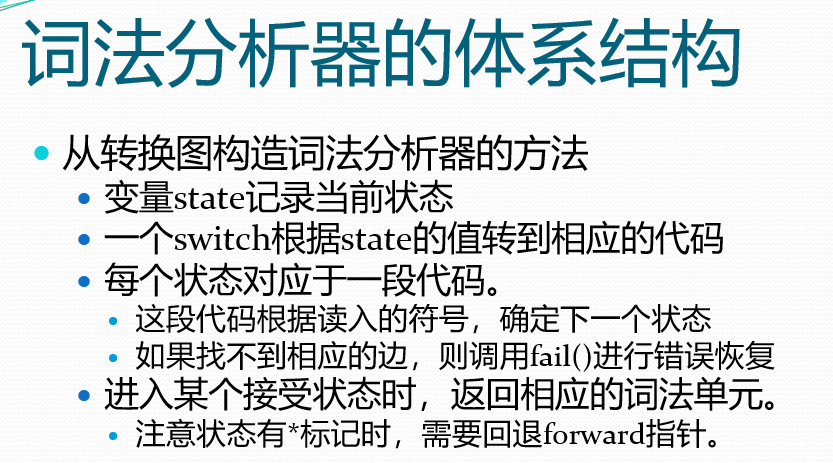 词法分析器的体系结构
从转换图构造词法分析器的方法
变量state记录当前状态
一个switch根据state的值转到相应的代码
每个状态对应于一段代码。
这段代码根据读入的符号，确定下一个状态
如果找不到相应的边，则调用fail()进行错误恢复
进入某个接受状态时，返回相应的词法单元。
注意状态有*标记时，需要回退forward指针。